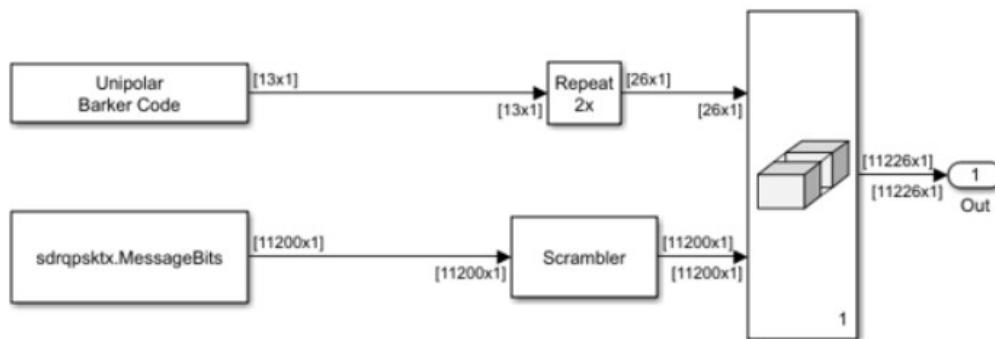 Unipolar
Barker Code
[13x1]
[13x1]
Repeat
2x
[26x1]
[26x1]
sdrqpsktx.MessageBits
[11200x1]
[11200x1]
Scrambler
[11200x1]
[11200x1]
1
[11226x1]
[11226x1]
1
Out